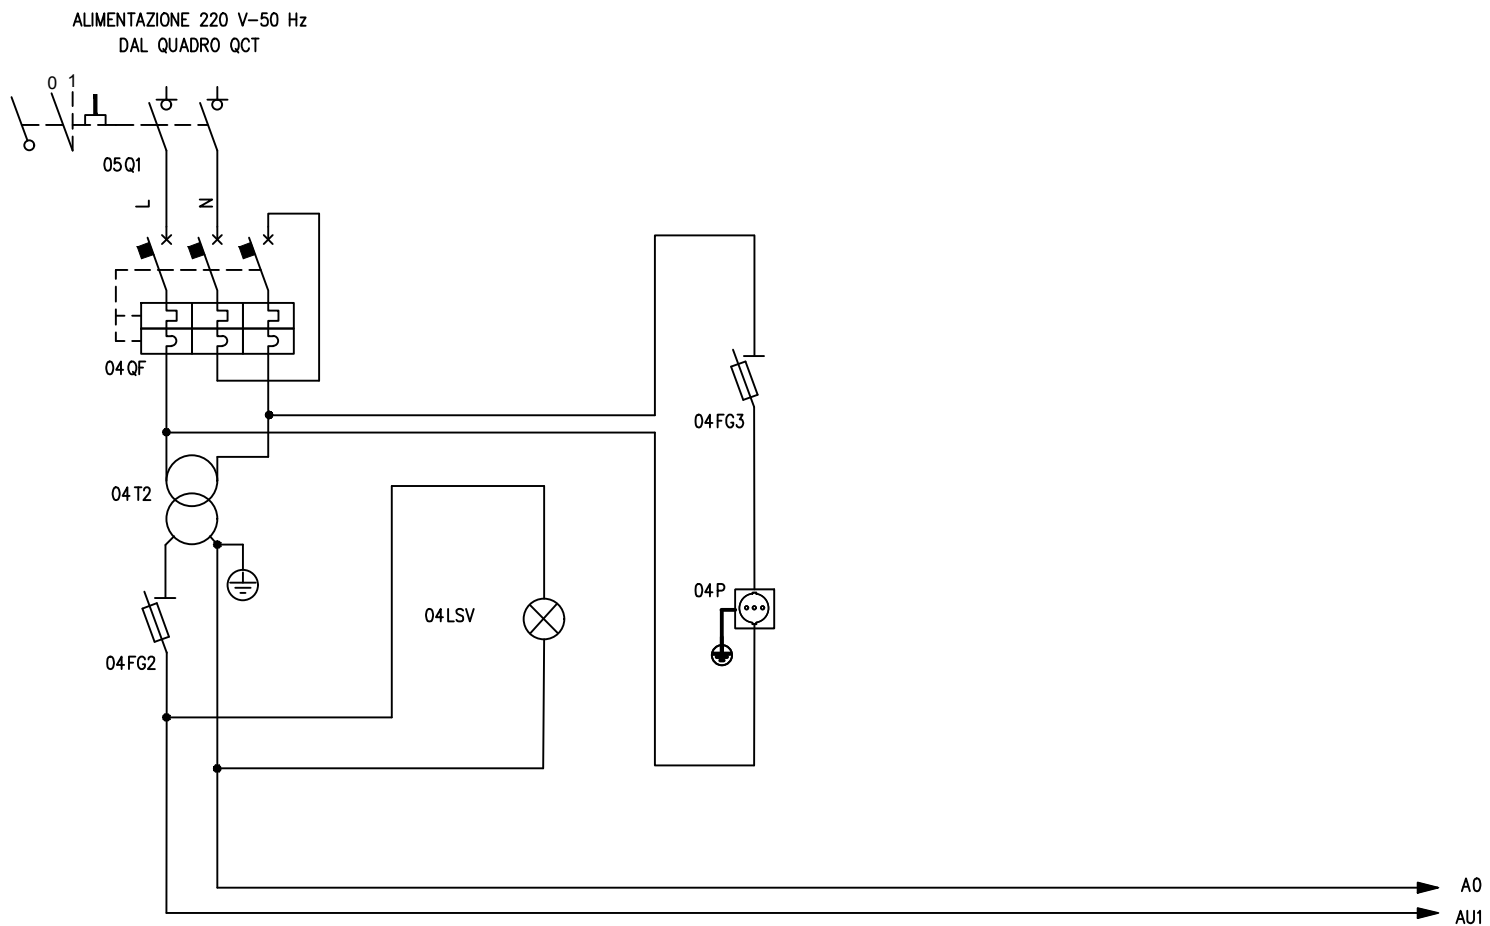 ALIMENTAZIONE 220 V-50 Hz
DAL QUADRO QCT
0 1
05Q1
L
N
04QF
04FG3
04T2
04P
04LSV
04FG2
A0
AU1